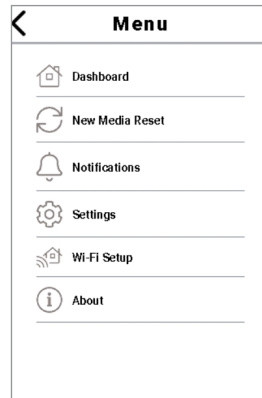 Menu
Dashboard
New Media Reset
Notifications
Settings
Wi-Fi Setup
About